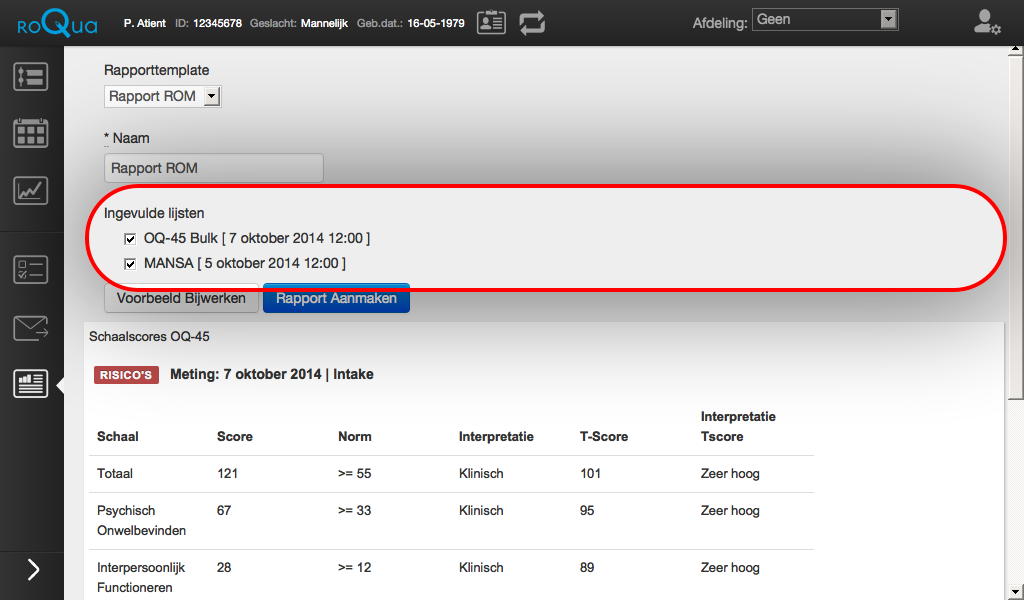 roQua P. Atient ID: 12345678 Geslacht: Mannelijk Geb.dat.: 16-05-1979 Afdeling: Geen
Rapporttemplate
Rapport ROM
* Naam
Rapport ROM
Ingevulde lijsten
OQ-45 Bulk [ 7 oktober 2014 12:00 ]
MANSA [ 5 oktober 2014 12:00 ]
Voorbeeld Bijwerken Rapport Aanmaken
Schaalscores OQ-45
RISICO'S Meting: 7 oktober 2014 | Intake
Interpretatie
Schaal Score Norm Interpretatie T-Score Tscore
Totaal 121 >= 55 Klinisch 101 Zeer hoog
Psychisch 67 >= 33 Klinisch 95 Zeer hoog
Onwelbevinden
Interpersoonlijk 28 >= 12 Klinisch 89 Zeer hoog
Functioneren